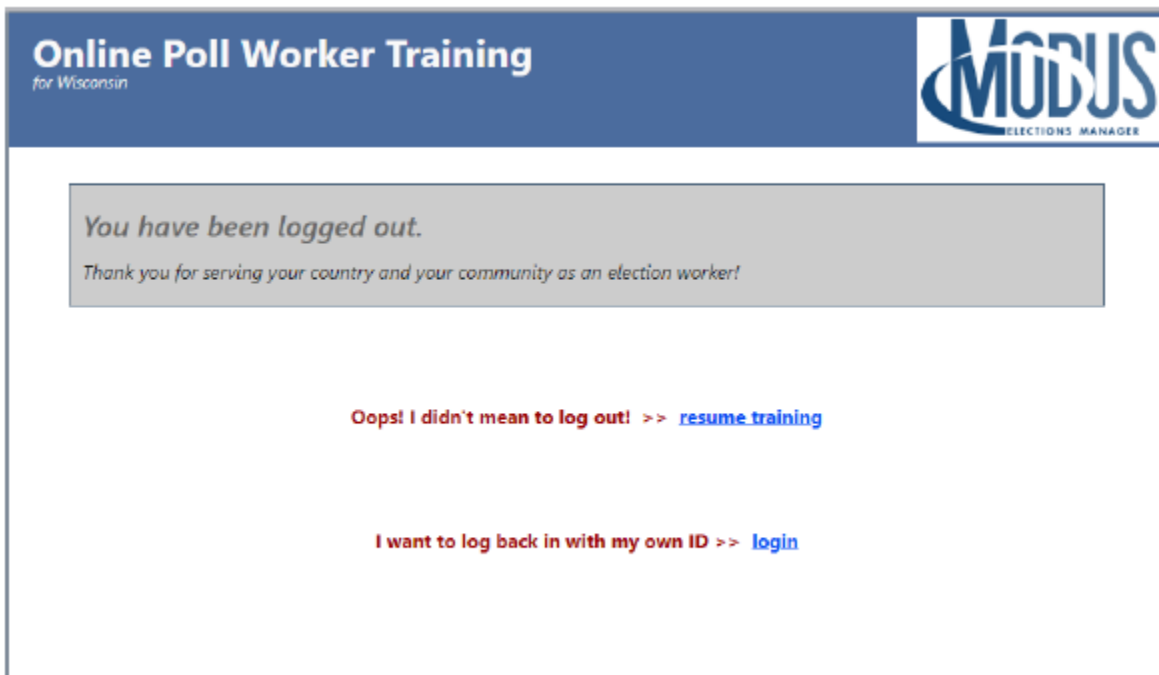 Online Poll Worker Training
for Wisconsin
MODUS
ELECTIONS MANAGER
You have been logged out.
Thank you for serving your country and your community as an election worker!
Oops! I didn't mean to log out! >> resume training
I want to log back in with my own ID >> login